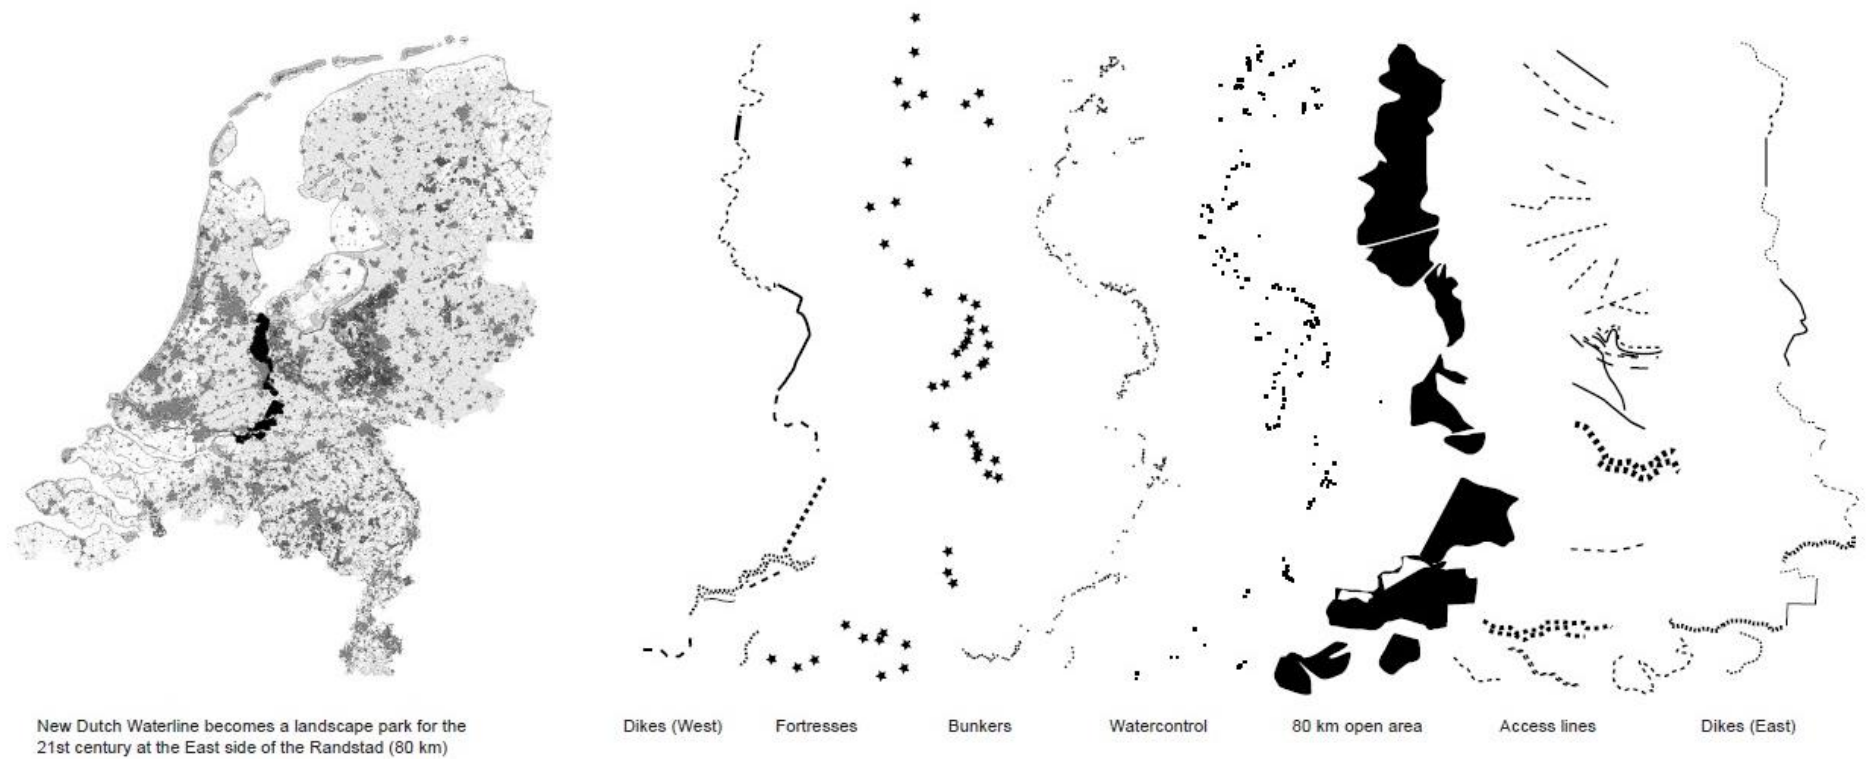 New Dutch Waterline becomes a landscape park for the
21st century at the East side of the Randstad (80 km)
Dikes (West)
Fortresses
Bunkers
Watercontrol
80 km open area
Access lines
Dikes (East)